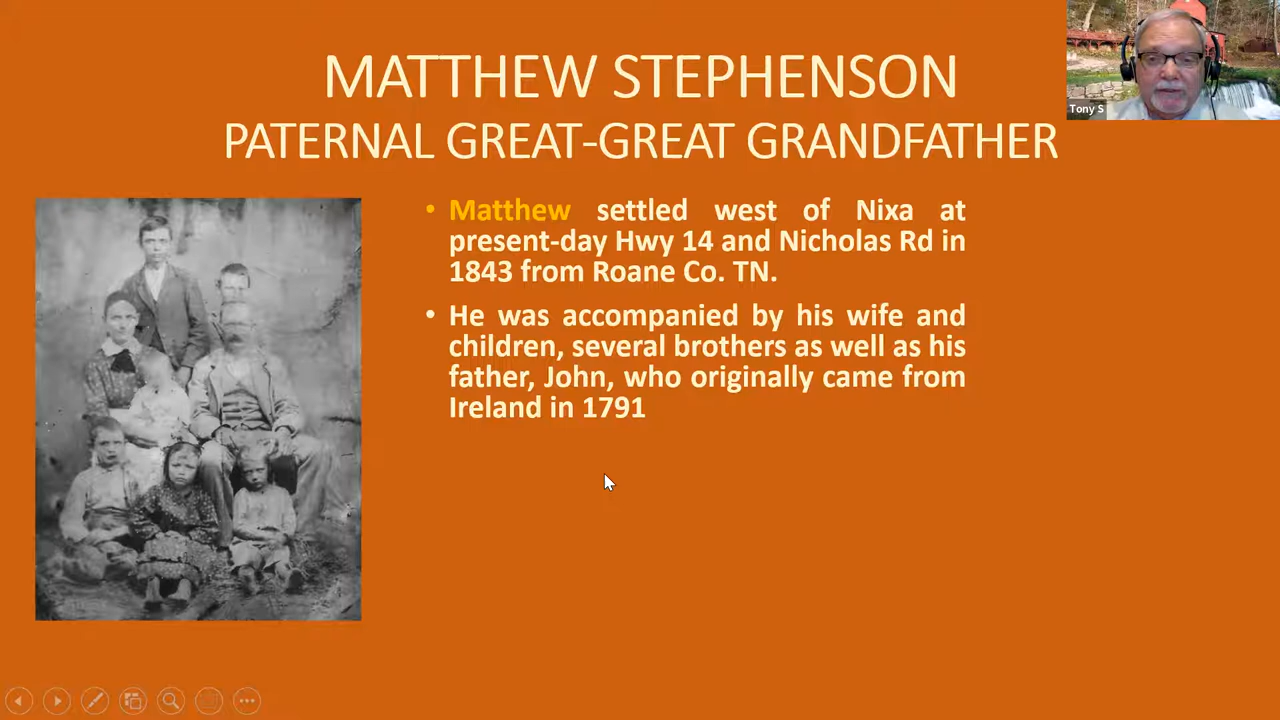 MATTHEW STEPHENSON
PATERNAL GREAT-GREAT GRANDFATHER
Tony S
• Matthew settled west of Nixa at
present-day Hwy 14 and Nicholas Rd in
1843 from Roane Co. TN.
• He was accompanied by his wife and
children, several brothers as well as his
father, John, who originally came from
Ireland in 1791